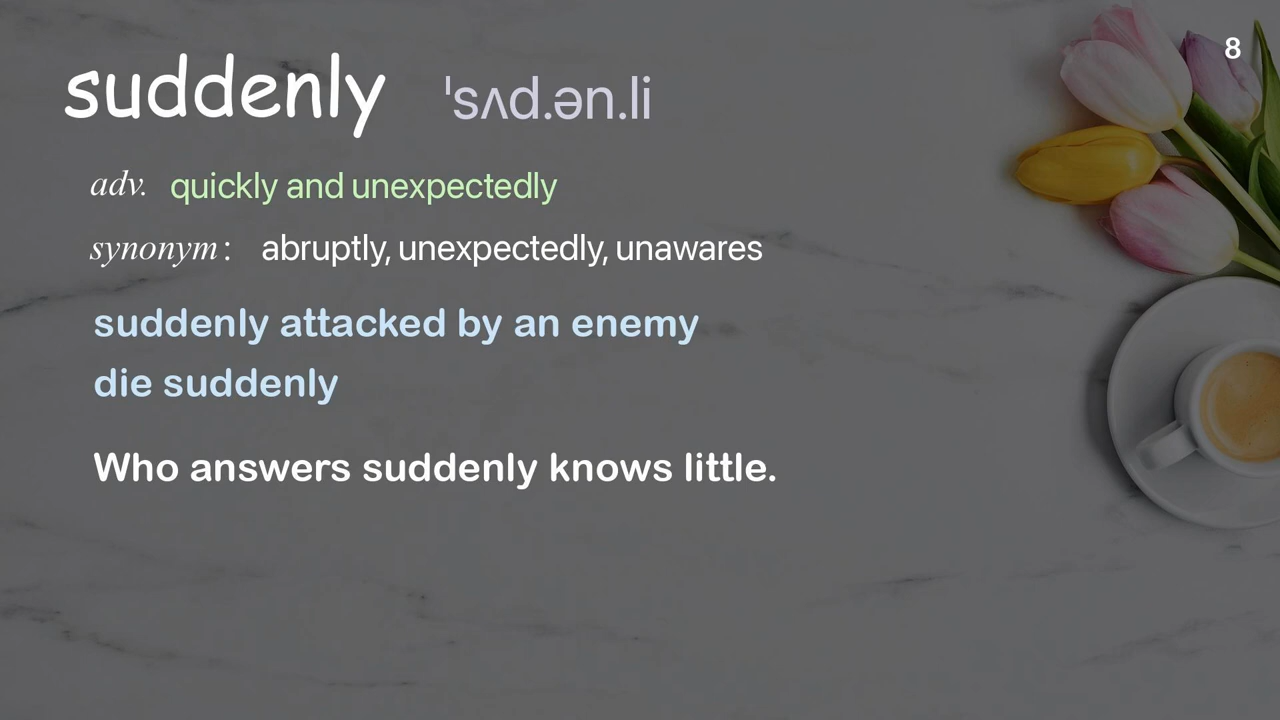 8
suddenly ˈsʌd.ən.li
adv. quickly and unexpectedly
synonym: abruptly, unexpectedly, unawares
suddenly attacked by an enemy
die suddenly
Who answers suddenly knows little.